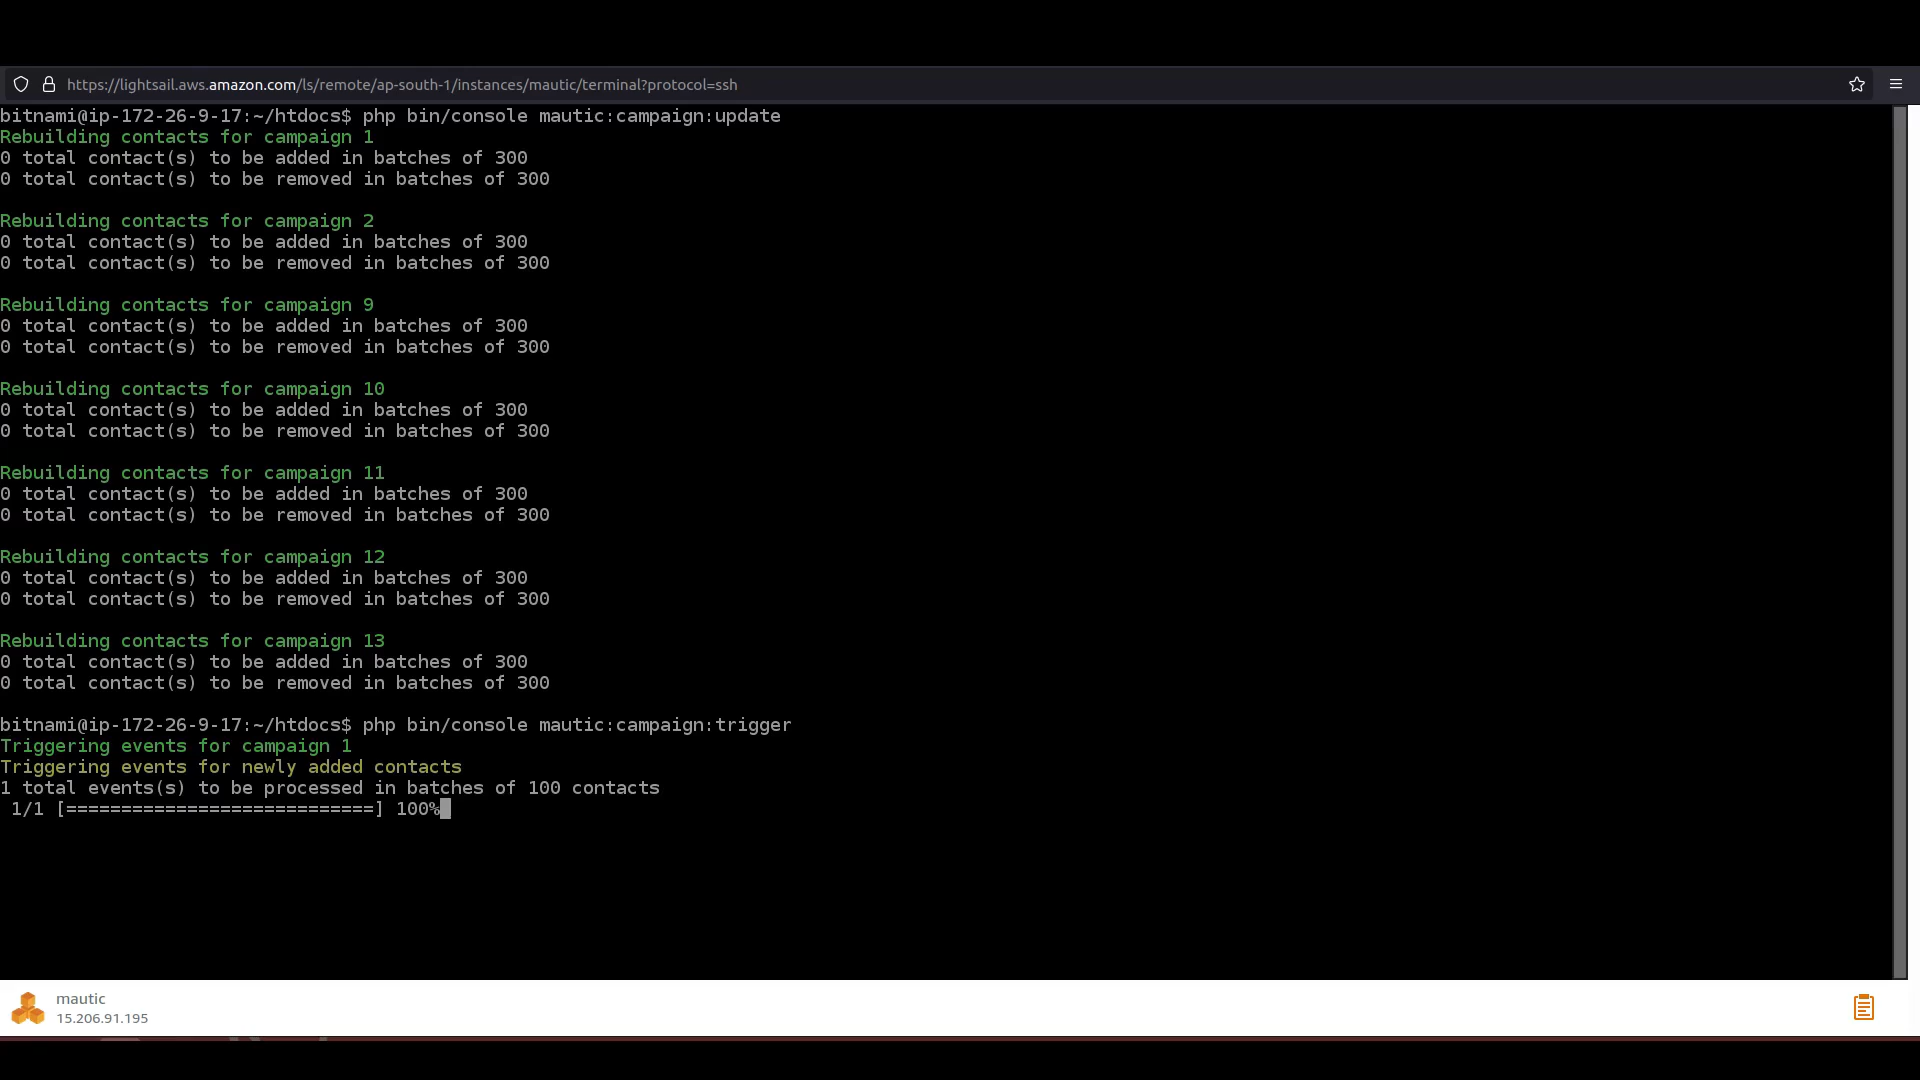 https://lightsail.aws.amazon.com/ls/remote/ap-south-1/instances/mautic/terminal?protocol=ssh
bitnami@ip-172-26-9-17:~/htdocs$ php bin/console mautic:campaign:update
Rebuilding contacts for campaign 1
0 total contact(s) to be added in batches of 300
0 total contact(s) to be removed in batches of 300
Rebuilding contacts for campaign 2
0 total contact(s) to be added in batches of 300
0 total contact(s) to be removed in batches of 300
Rebuilding contacts for campaign 9
0 total contact(s) to be added in batches of 300
0 total contact(s) to be removed in batches of 300
Rebuilding contacts for campaign 10
0 total contact(s) to be added in batches of 300
0 total contact(s) to be removed in batches of 300
Rebuilding contacts for campaign 11
0 total contact(s) to be added in batches of 300
0 total contact(s) to be removed in batches of 300
Rebuilding contacts for campaign 12
0 total contact(s) to be added in batches of 300
0 total contact(s) to be removed in batches of 300
Rebuilding contacts for campaign 13
0 total contact(s) to be added in batches of 300
0 total contact(s) to be removed in batches of 300
bitnami@ip-172-26-9-17:~/htdocs$ php bin/console mautic:campaign:trigger
Triggering events for campaign 1
Triggering events for newly added contacts
1 total events(s) to be processed in batches of 100 contacts
1/1 [============================] 100%
mautic
15.206.91.195